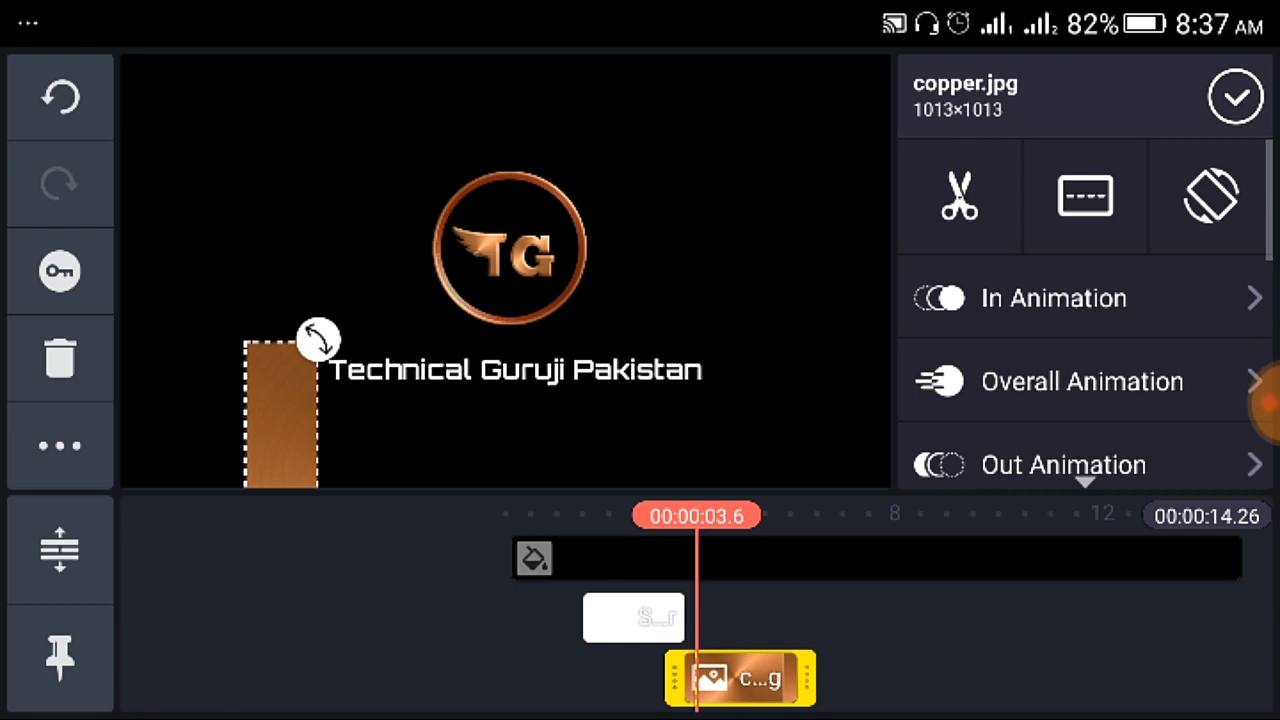 82% 8:37 AM
copper.jpg
1013×1013
TG
Technical Guruji Pakistan
In Animation
Overall Animation
Out Animation
00:00:03.6
8
12
00:00:14.26
S...r
c...g